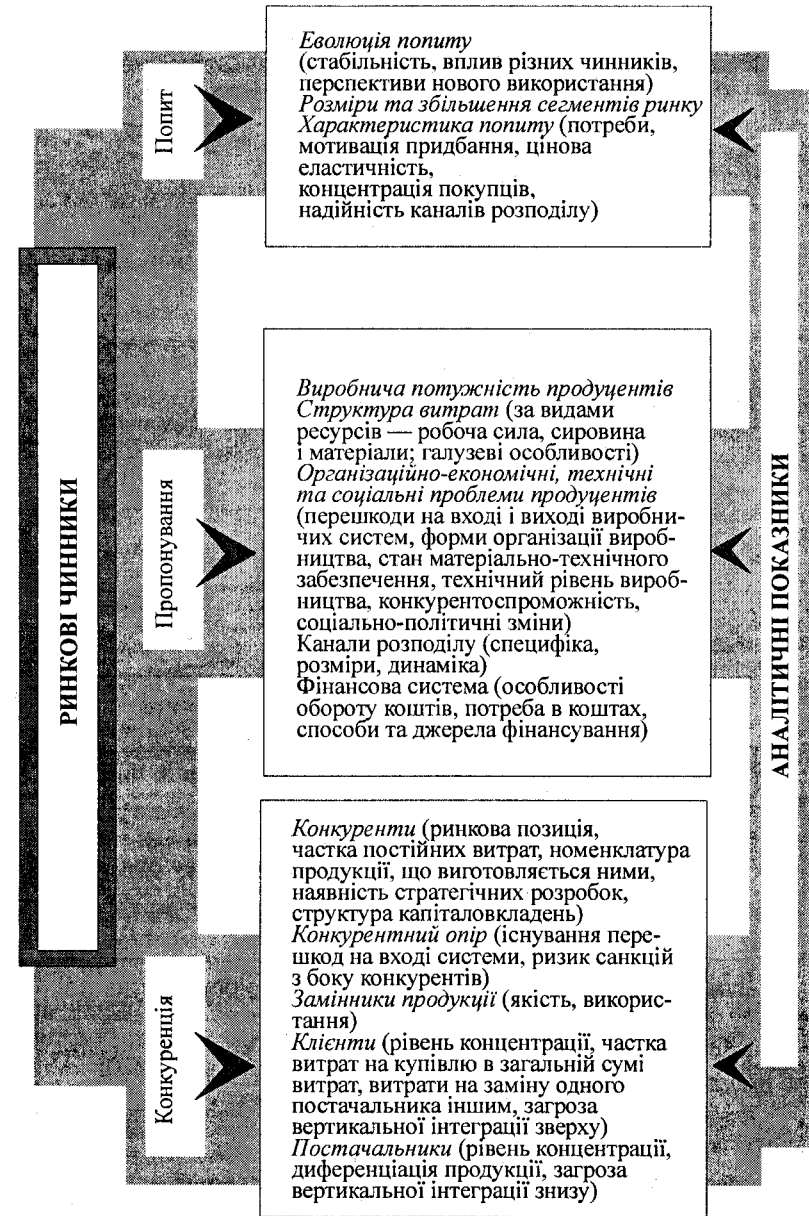 РИНКОВІ ЧИННИКИ
Попит
Еволюція попиту
(стабільність, вплив різних чинників,
перспективи нового використання)
Розміри та збільшення сегментів ринку
Характеристика попиту (потреби,
мотивація придбання, цінова
еластичність,
концентрація покупців,
надійність каналів розподілу)
Пропонування
Виробнича потужність продуцентів
Структура витрат (за видами
ресурсів — робоча сила, сировина
і матеріали; галузеві особливості)
Організаційно-економічні, технічні
та соціальні проблеми продуцентів
(перешкоди на вході і виході виробни-
чих систем, форми організації вироб-
ництва, стан матеріально-технічного
забезпечення, технічний рівень вироб-
ництва, конкурентоспроможність,
соціально-політичні зміни)
Канали розподілу (специфіка,
розміри, динаміка)
Фінансова система (особливості
обороту коштів, потреба в коштах,
способи та джерела фінансування)
Конкуренція
Конкуренти (ринкова позиція,
частка постійних витрат, номенклатура
продукції, що виготовляється ними,
наявність стратегічних розробок,
структура капіталовкладень)
Конкурентний опір (існування пере-
шкод на вході системи, ризик санкцій
з боку конкурентів)
Замінники продукції (якість, викорис-
тання)
Клієнти (рівень концентрації, частка
витрат на купівлю в загальній сумі
витрат, витрати на заміну одного
постачальника іншим, загроза
вертикальної інтеграції зверху)
Постачальники (рівень концентрації,
диференціація продукції, загроза
вертикальної інтеграції знизу)
АНАЛІТИЧНІ ПОКАЗНИКИ